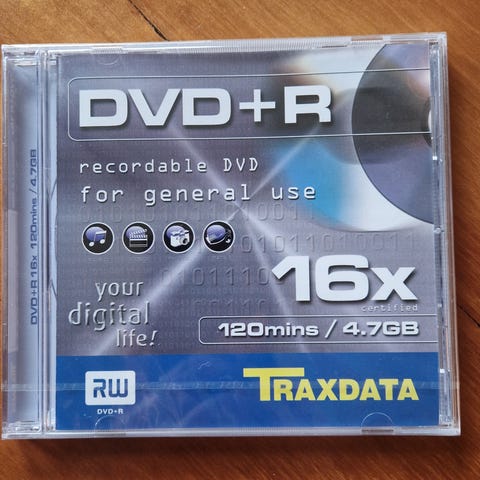 DVD+R
recordable DVD
for general use
16x
certified
your
digital
life!
120mins / 4.7GB
RW
DVD+R
TRAXDATA
DVD+R 16x 120mins / 4.7GB